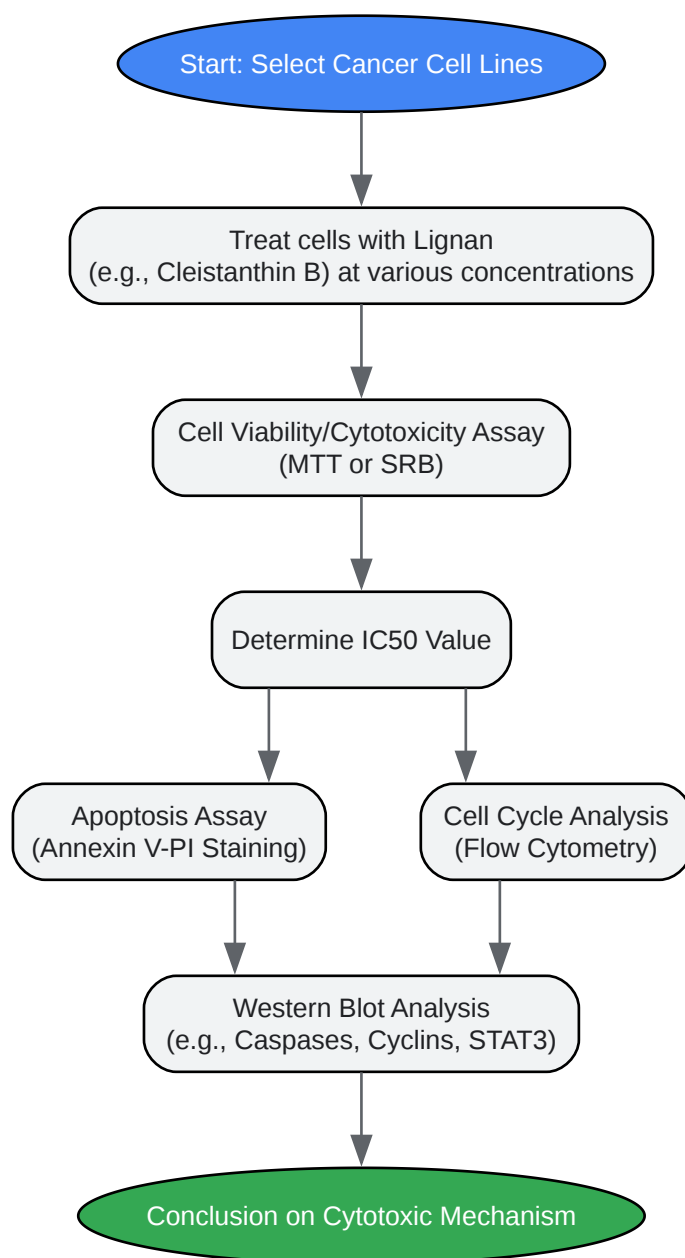 Start: Select Cancer Cell Lines
Treat cells with Lignan
(e.g., Cleistanthin B) at various concentrations
Cell Viability/Cytotoxicity Assay
(MTT or SRB)
Determine IC50 Value
Apoptosis Assay
(Annexin V-PI Staining)
Cell Cycle Analysis
(Flow Cytometry)
Western Blot Analysis
(e.g., Caspases, Cyclins, STAT3)
Conclusion on Cytotoxic Mechanism